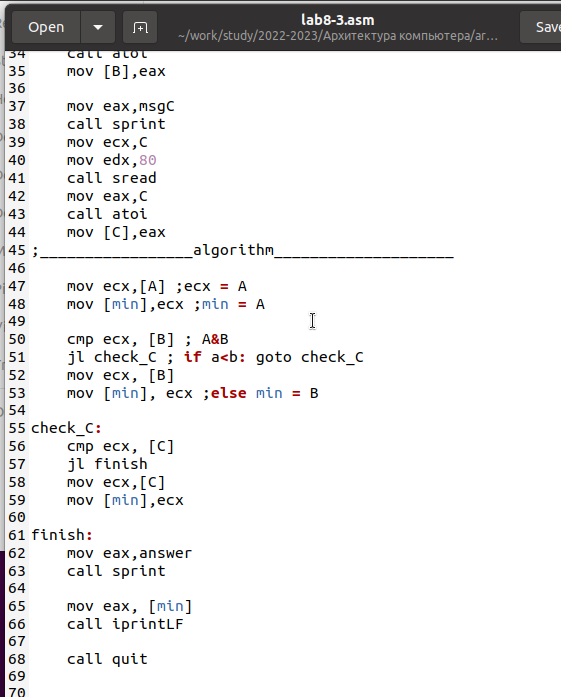 Open
lab8-3.asm
~/work/study/2022-2023/Архитектура компьютера/ar…
Save
34 call atoi
35 mov [B],eax
36
37 mov eax,msgC
38 call sprint
39 mov ecx,C
40 mov edx,80
41 call sread
42 mov eax,C
43 call atoi
44 mov [C],eax
45 ;_________________algorithm____________________
46
47 mov ecx,[A] ;ecx = A
48 mov [min],ecx ;min = A
49
50 cmp ecx, [B] ; A&B
51 jl check_C ; if a<b: goto check_C
52 mov ecx, [B]
53 mov [min], ecx ;else min = B
54
55 check_C:
56 cmp ecx, [C]
57 jl finish
58 mov ecx,[C]
59 mov [min],ecx
60
61 finish:
62 mov eax,answer
63 call sprint
64
65 mov eax, [min]
66 call iprintLF
67
68 call quit
69
70